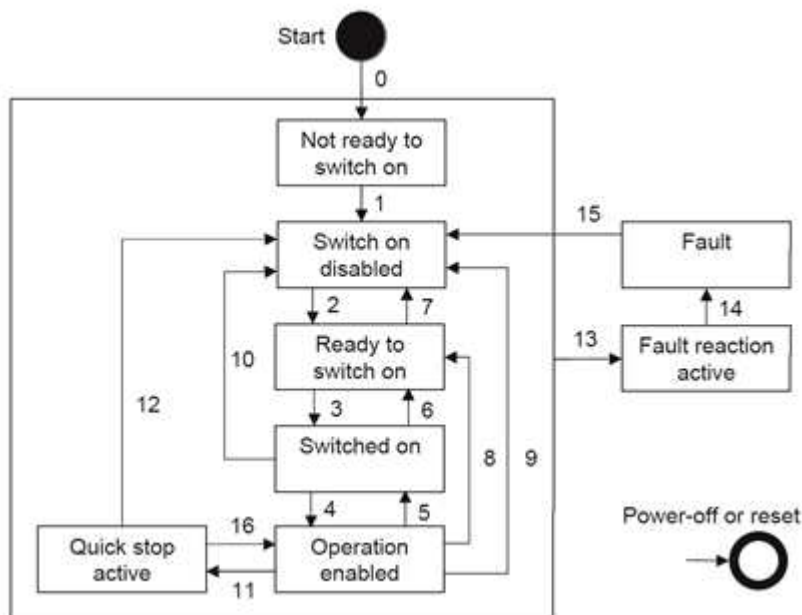 Start
0
Not ready to
switch on
1
15
Switch on
disabled
Fault
2
7
14
10
Ready to
switch on
13
Fault reaction
active
12
3
6
Switched on
8
9
4
5
16
Power-off or reset
Quick stop
active
Operation
enabled
11